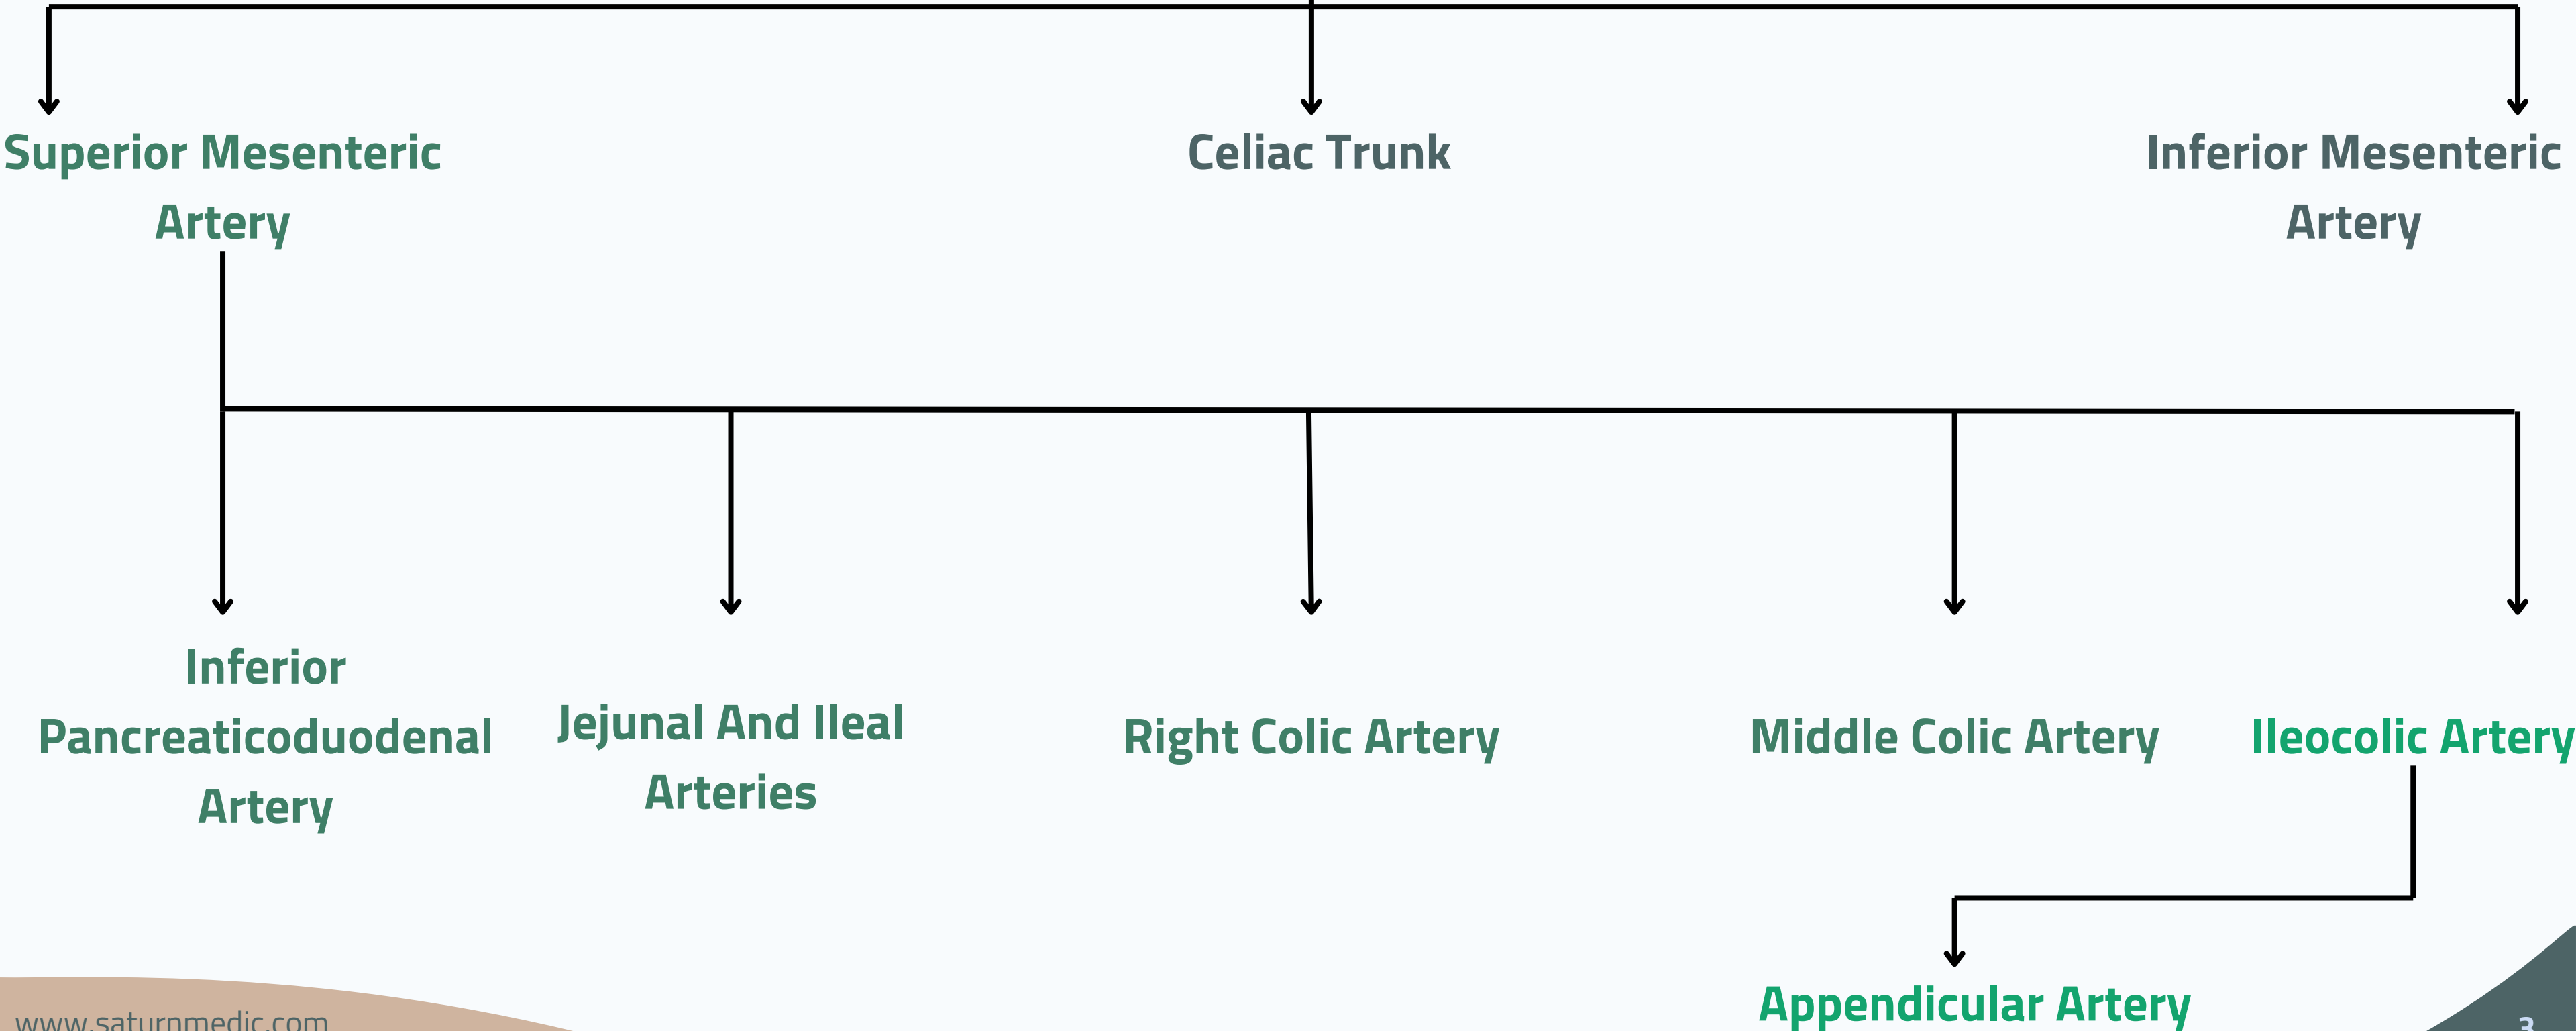 Superior Mesenteric
Artery
Celiac Trunk
Inferior Mesenteric
Artery
Inferior
Pancreaticoduodenal
Artery
Jejunal And Ileal
Arteries
Right Colic Artery
Middle Colic Artery
Ileocolic Artery
Appendicular Artery
www.saturnmedic.com
3